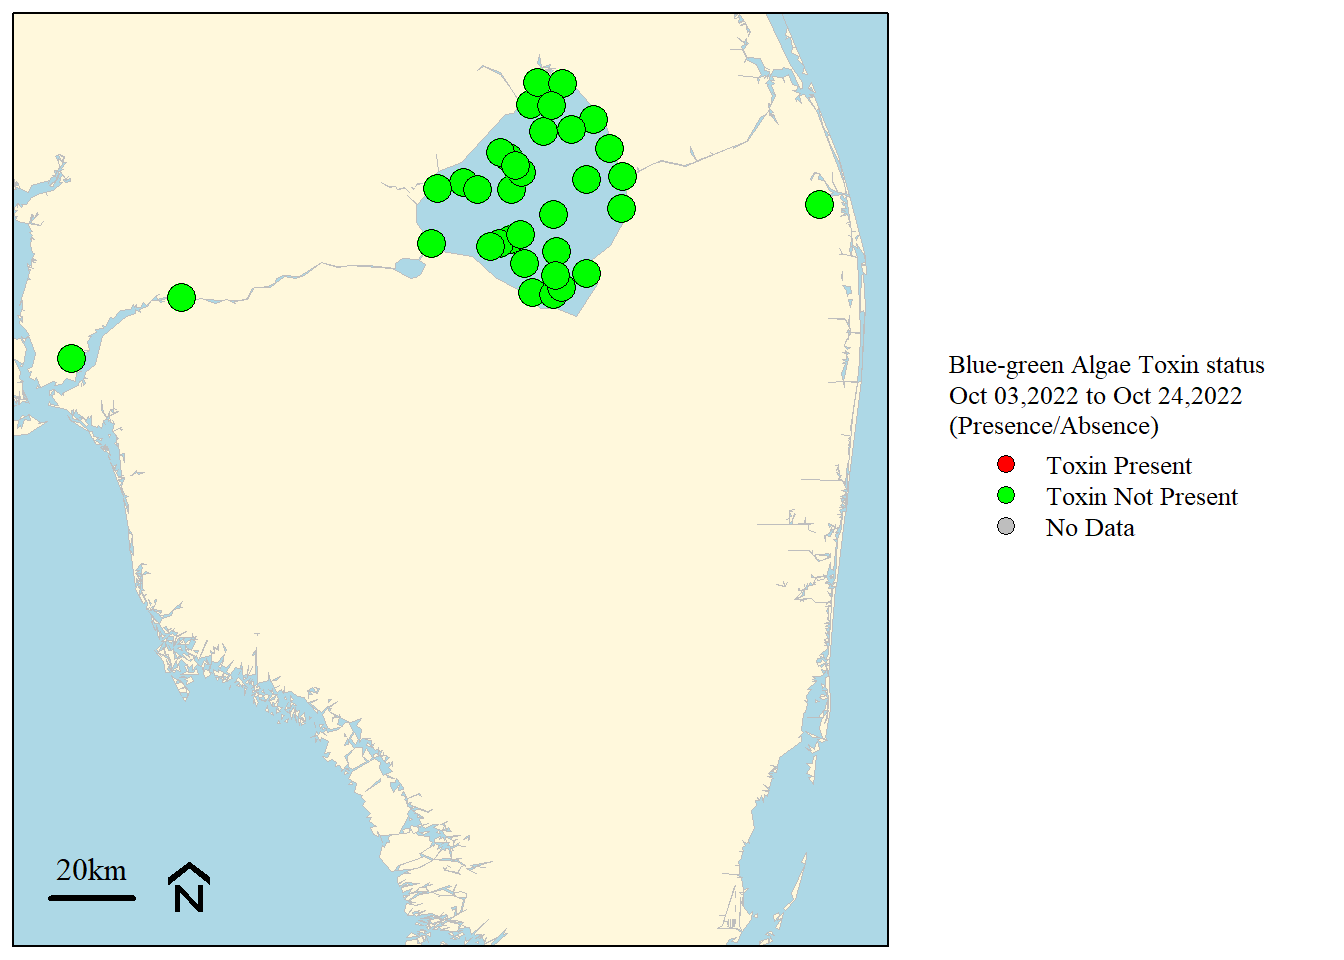 Blue-green Algae Toxin status
Oct 03,2022 to Oct 24,2022
(Presence/Absence)
Toxin Present
Toxin Not Present
No Data
20km
N